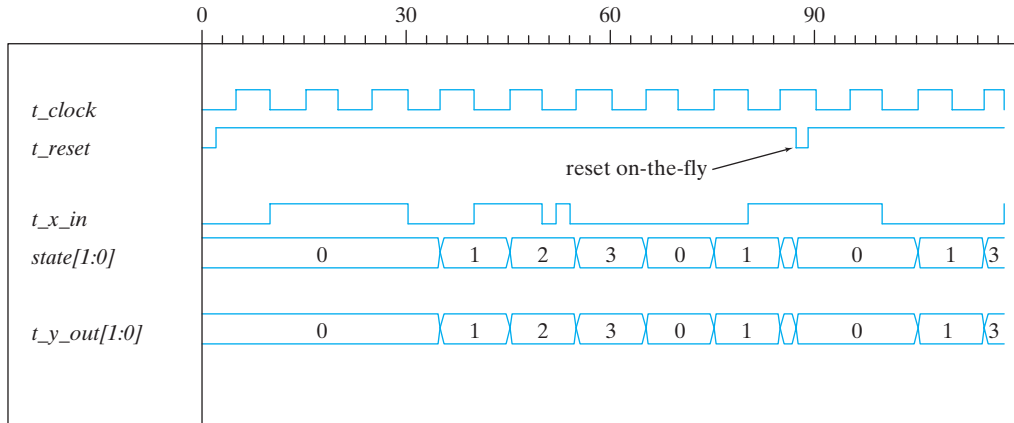 0 30 60 90
t_clock
t_reset
reset on-the-fly
t_x_in
state[1:0] 0 1 2 3 0 1 0 1 3
t_y_out[1:0] 0 1 2 3 0 1 0 1 3